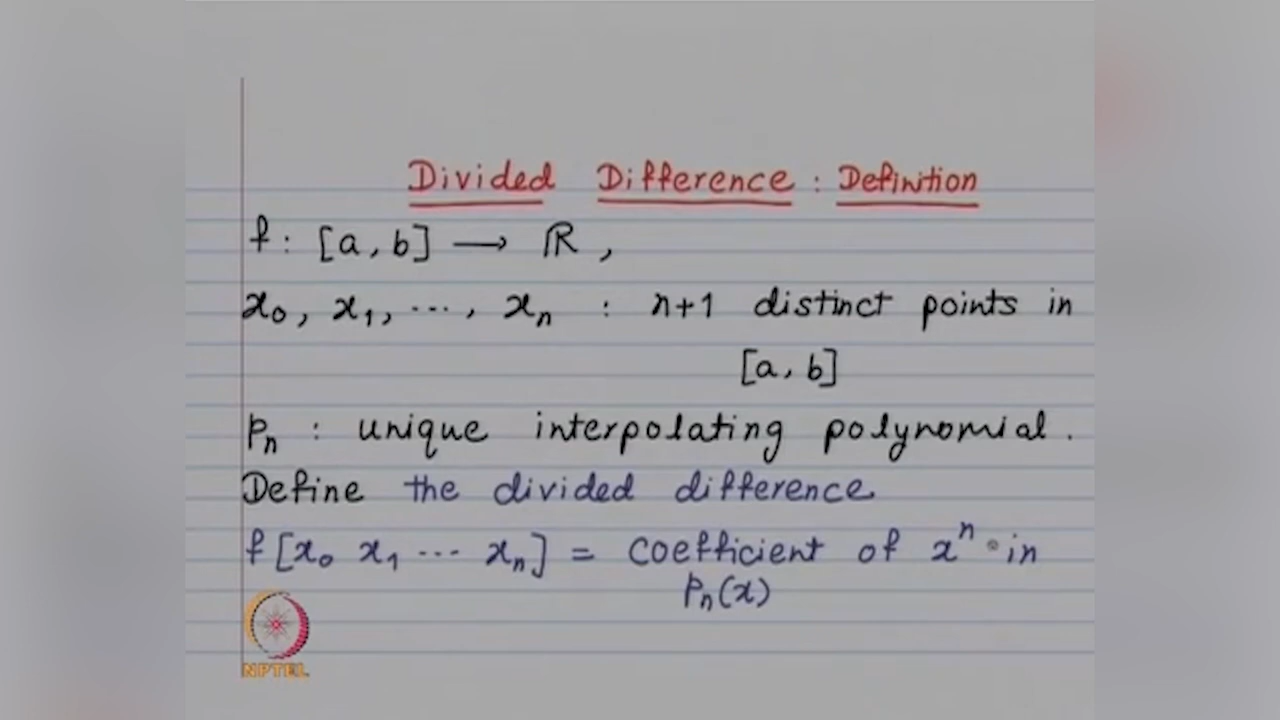 Divided Difference : Definition
f : [a, b] ⟶ ℝ ,
x₀, x₁, ..., xₙ : n+1 distinct points in
[a, b]
pₙ : unique interpolating polynomial.
Define the divided difference
f [x₀ x₁ ... xₙ] = coefficient of xⁿ in
pₙ(x)
NPTEL